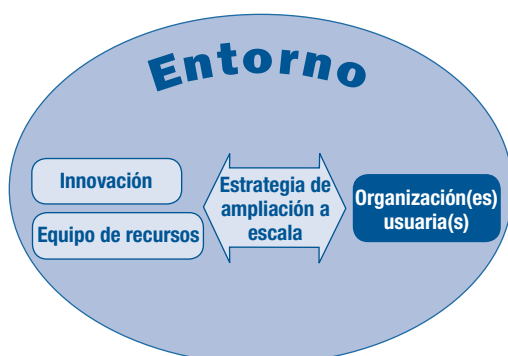 Entorno
Innovación
Equipo de recursos
Estrategia de
ampliación a
escala
Organización(es)
usuaria(s)